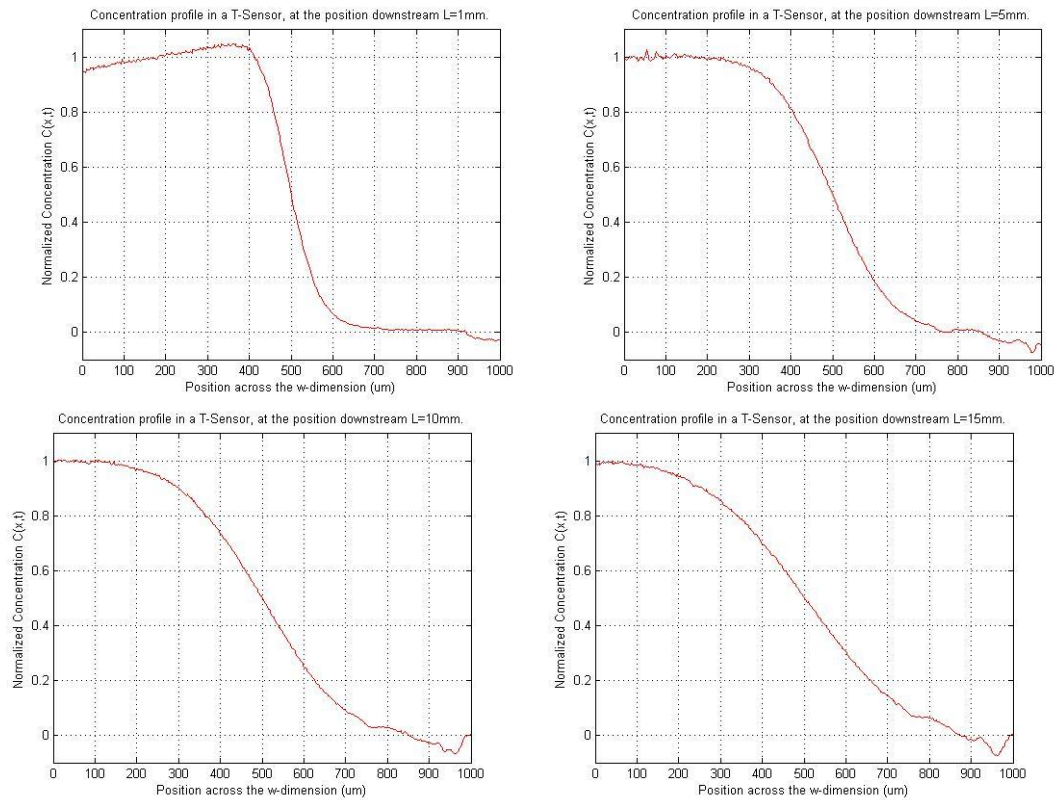 Concentration profile in a T-Sensor, at the position downstream L=1mm.
Normalized Concentration C(x,t)
1
0.8
0.6
0.4
0.2
0
0 100 200 300 400 500 600 700 800 900 1000
Position across the w-dimension (um)
Concentration profile in a T-Sensor, at the position downstream L=5mm.
Normalized Concentration C(x,t)
1
0.8
0.6
0.4
0.2
0
0 100 200 300 400 500 600 700 800 900 1000
Position across the w-dimension (um)
Concentration profile in a T-Sensor, at the position downstream L=10mm.
Normalized Concentration C(x,t)
1
0.8
0.6
0.4
0.2
0
0 100 200 300 400 500 600 700 800 900 1000
Position across the w-dimension (um)
Concentration profile in a T-Sensor, at the position downstream L=15mm.
Normalized Concentration C(x,t)
1
0.8
0.6
0.4
0.2
0
0 100 200 300 400 500 600 700 800 900 1000
Position across the w-dimension (um)